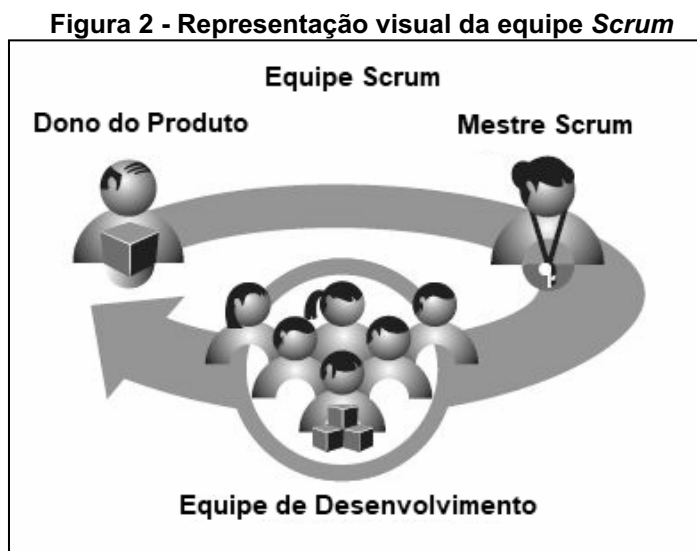 Figura 2 - Representação visual da equipe Scrum
Equipe Scrum
Dono do Produto
Mestre Scrum
Equipe de Desenvolvimento